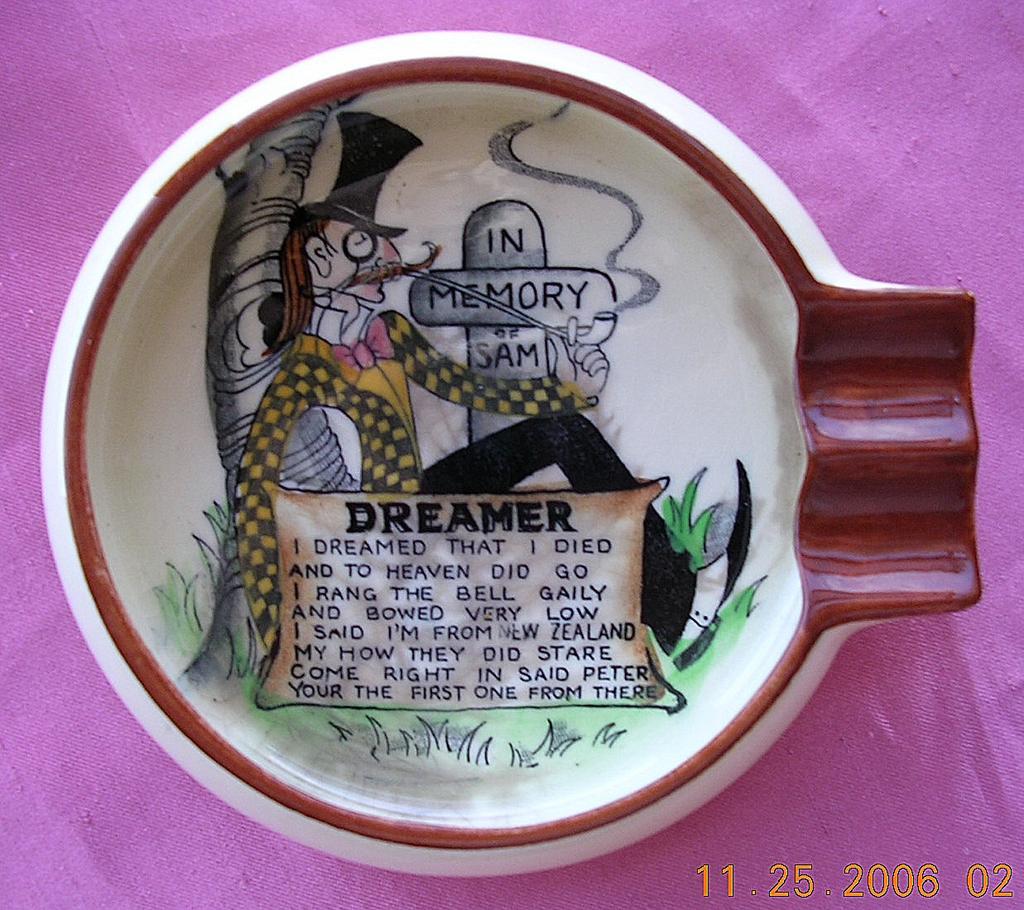 IN
MEMORY
OF
SAM
DREAMER
I DREAMED THAT I DIED
AND TO HEAVEN DID GO
I RANG THE BELL GAILY
AND BOWED VERY LOW
I SAID I'M FROM NEW ZEALAND
MY HOW THEY DID STARE
COME RIGHT IN SAID PETER
YOUR THE FIRST ONE FROM THERE
11.25.2006 02